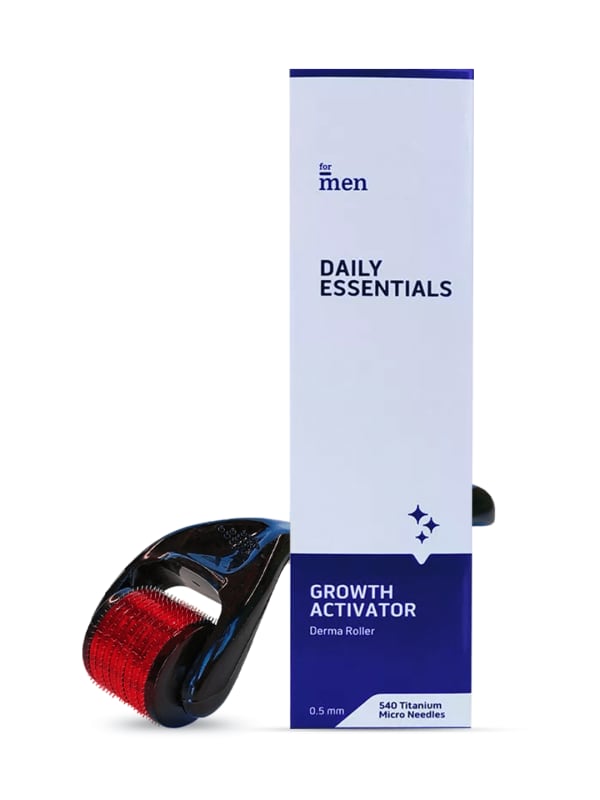 for
men
DAILY
ESSENTIALS
GROWTH
ACTIVATOR
Derma Roller
0.5 mm
540 Titanium
Micro Needles